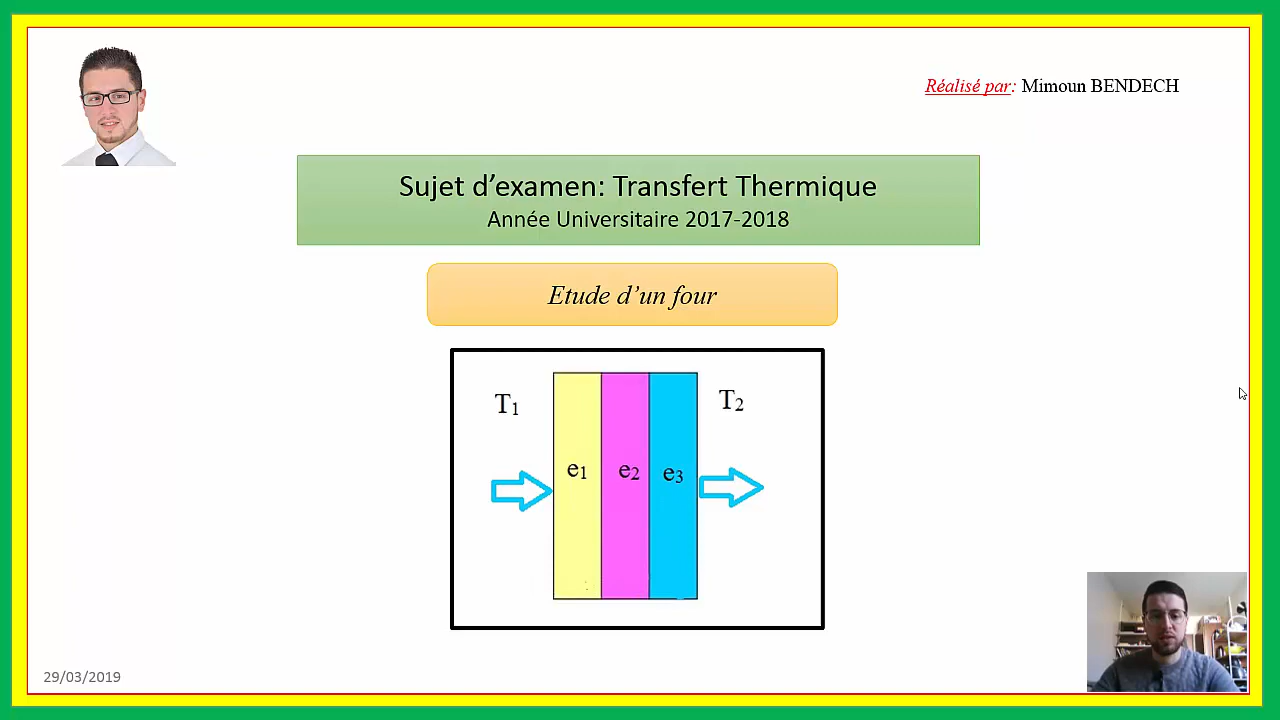 Réalisé par: Mimoun BENDECH
Sujet d’examen: Transfert Thermique
Année Universitaire 2017-2018
Etude d’un four
T1
T2
e1
e2
e3
29/03/2019